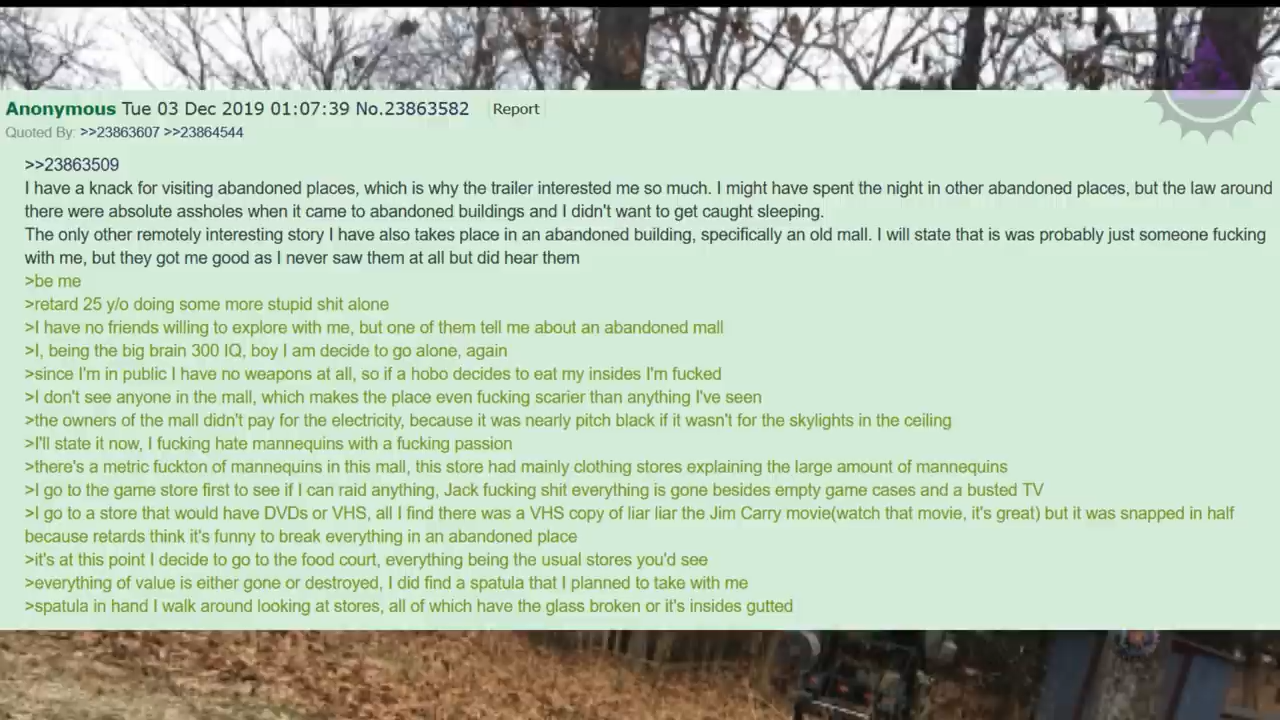 Anonymous Tue 03 Dec 2019 01:07:39 No.23863582 Report
Quoted By: >>23863607 >>23864544
>>23863509
I have a knack for visiting abandoned places, which is why the trailer interested me so much. I might have spent the night in other abandoned places, but the law around
there were absolute assholes when it came to abandoned buildings and I didn't want to get caught sleeping.
The only other remotely interesting story I have also takes place in an abandoned building, specifically an old mall. I will state that is was probably just someone fucking
with me, but they got me good as I never saw them at all but did hear them
>be me
>retard 25 y/o doing some more stupid shit alone
>I have no friends willing to explore with me, but one of them tell me about an abandoned mall
>I, being the big brain 300 IQ, boy I am decide to go alone, again
>since I'm in public I have no weapons at all, so if a hobo decides to eat my insides I'm fucked
>I don't see anyone in the mall, which makes the place even fucking scarier than anything I've seen
>the owners of the mall didn't pay for the electricity, because it was nearly pitch black if it wasn't for the skylights in the ceiling
>I'll state it now, I fucking hate mannequins with a fucking passion
>there's a metric fuckton of mannequins in this mall, this store had mainly clothing stores explaining the large amount of mannequins
>I go to the game store first to see if I can raid anything, Jack fucking shit everything is gone besides empty game cases and a busted TV
>I go to a store that would have DVDs or VHS, all I find there was a VHS copy of liar liar the Jim Carry movie(watch that movie, it's great) but it was snapped in half
because retards think it's funny to break everything in an abandoned place
>it's at this point I decide to go to the food court, everything being the usual stores you'd see
>everything of value is either gone or destroyed, I did find a spatula that I planned to take with me
>spatula in hand I walk around looking at stores, all of which have the glass broken or it's insides gutted